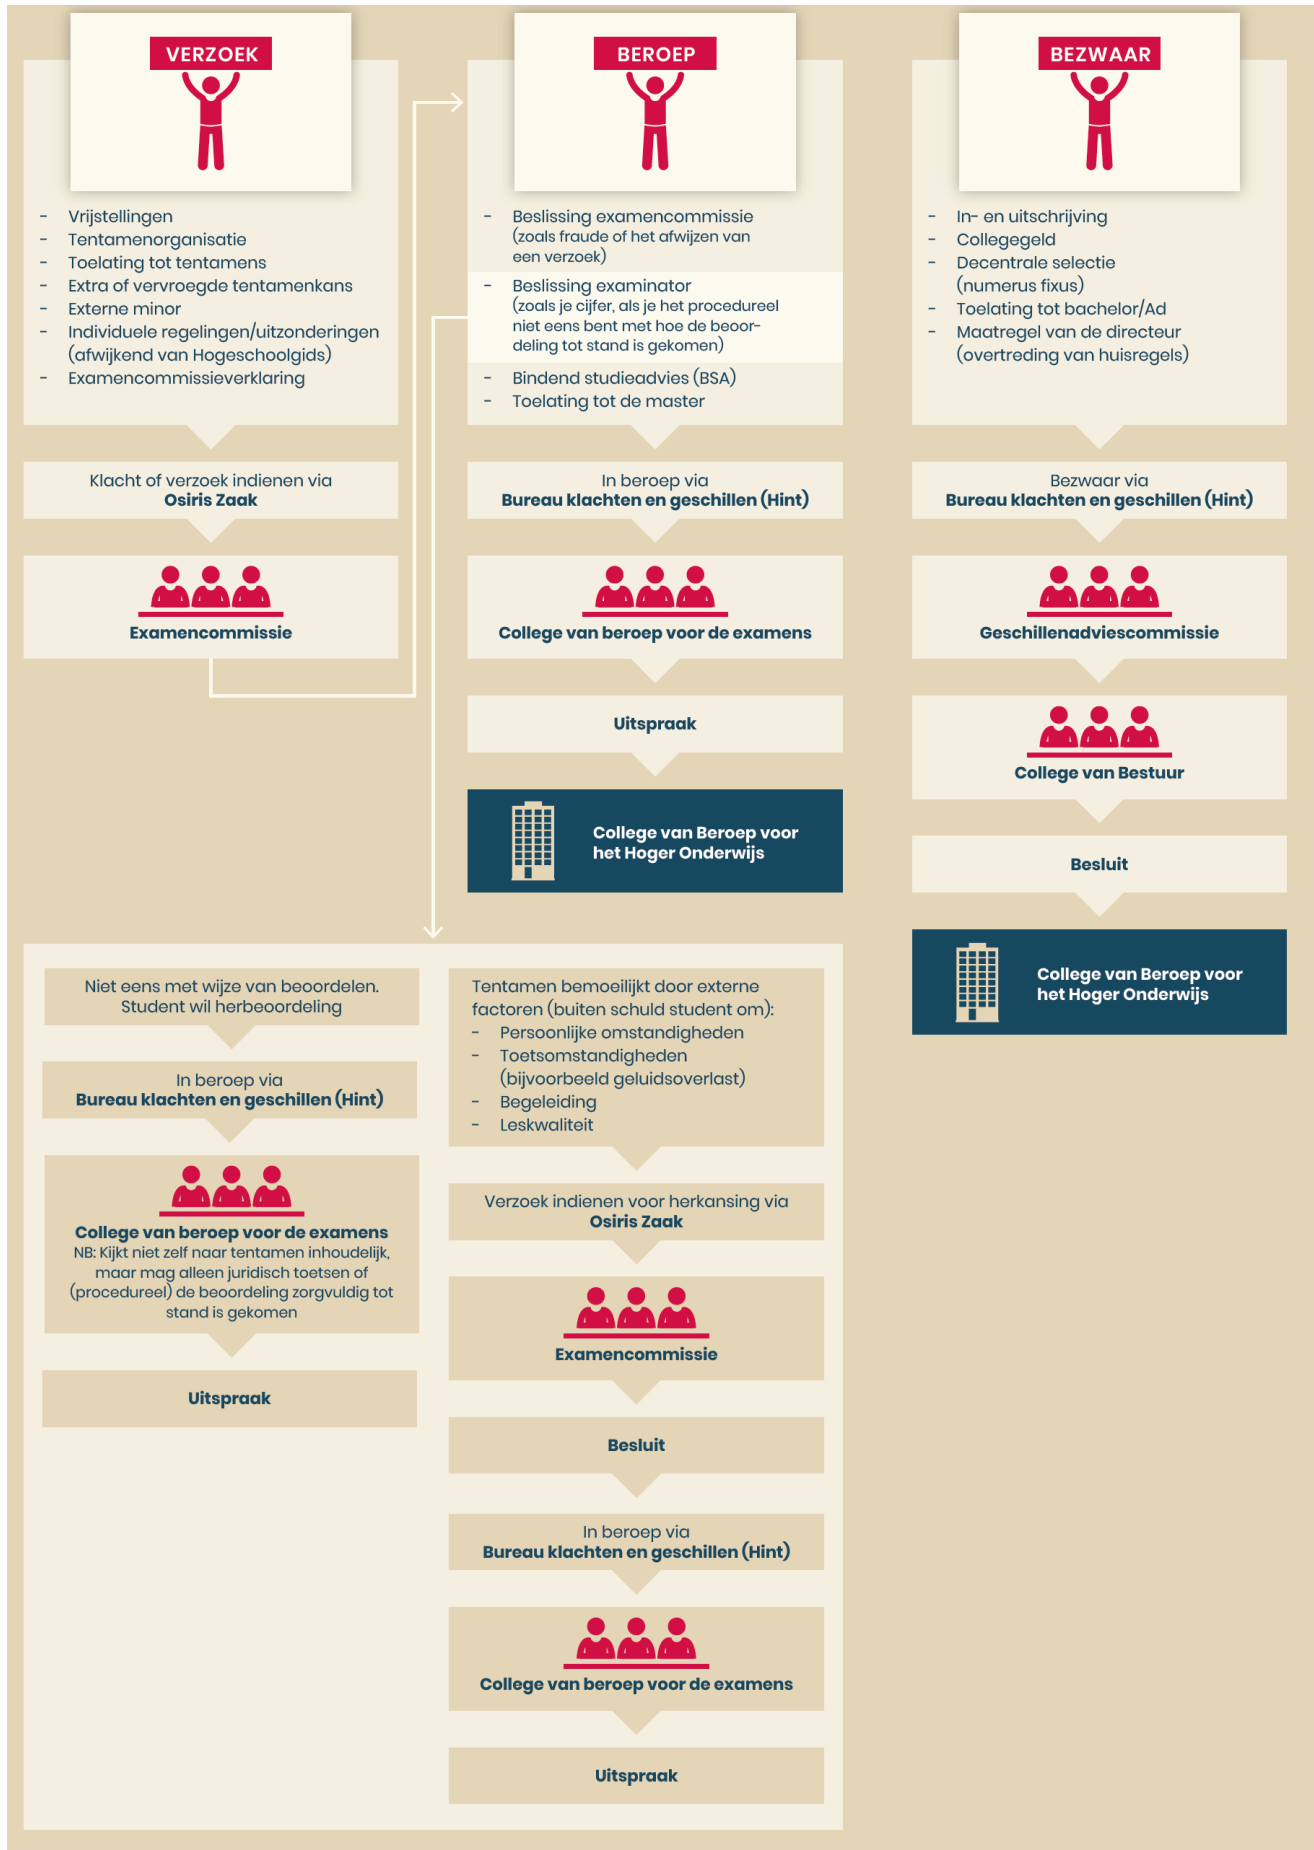 VERZOEK
- Vrijstellingen
- Tentamenorganisatie
- Toelating tot tentamens
- Extra of vervroegde tentamenkans
- Externe minor
- Individuele regelingen/uitzonderingen
(afwijkend van Hogeschoolgids)
- Examencommissieverklaring
Klacht of verzoek indienen via
Osiris Zaak
Examencommissie
BEROEP
- Beslissing examencommissie
(zoals fraude of het afwijzen van
een verzoek)
- Beslissing examinator
(zoals je cijfer, als je het procedureel
niet eens bent met hoe de beoor-
deling tot stand is gekomen)
- Bindend studieadvies (BSA)
- Toelating tot de master
In beroep via
Bureau klachten en geschillen (Hint)
College van beroep voor de examens
Uitspraak
College van Beroep voor
het Hoger Onderwijs
BEZWAAR
- In- en uitschrijving
- Collegegeld
- Decentrale selectie
(numerus fixus)
- Toelating tot bachelor/Ad
- Maatregel van de directeur
(overtreding van huisregels)
Bezwaar via
Bureau klachten en geschillen (Hint)
Geschillenadviescommissie
College van Bestuur
Besluit
College van Beroep voor
het Hoger Onderwijs
Niet eens met wijze van beoordelen.
Student wil herbeoordeling
In beroep via
Bureau klachten en geschillen (Hint)
College van beroep voor de examens
NB: Kijkt niet zelf naar tentamen inhoudelijk,
maar mag alleen juridisch toetsen of
(procedureel) de beoordeling zorgvuldig tot
stand is gekomen
Uitspraak
Tentamen bemoeilijkt door externe
factoren (buiten schuld student om):
- Persoonlijke omstandigheden
- Toetsomstandigheden
(bijvoorbeeld geluidsoverlast)
- Begeleiding
- Leskwaliteit
Verzoek indienen voor herkansing via
Osiris Zaak
Examencommissie
Besluit
In beroep via
Bureau klachten en geschillen (Hint)
College van beroep voor de examens
Uitspraak